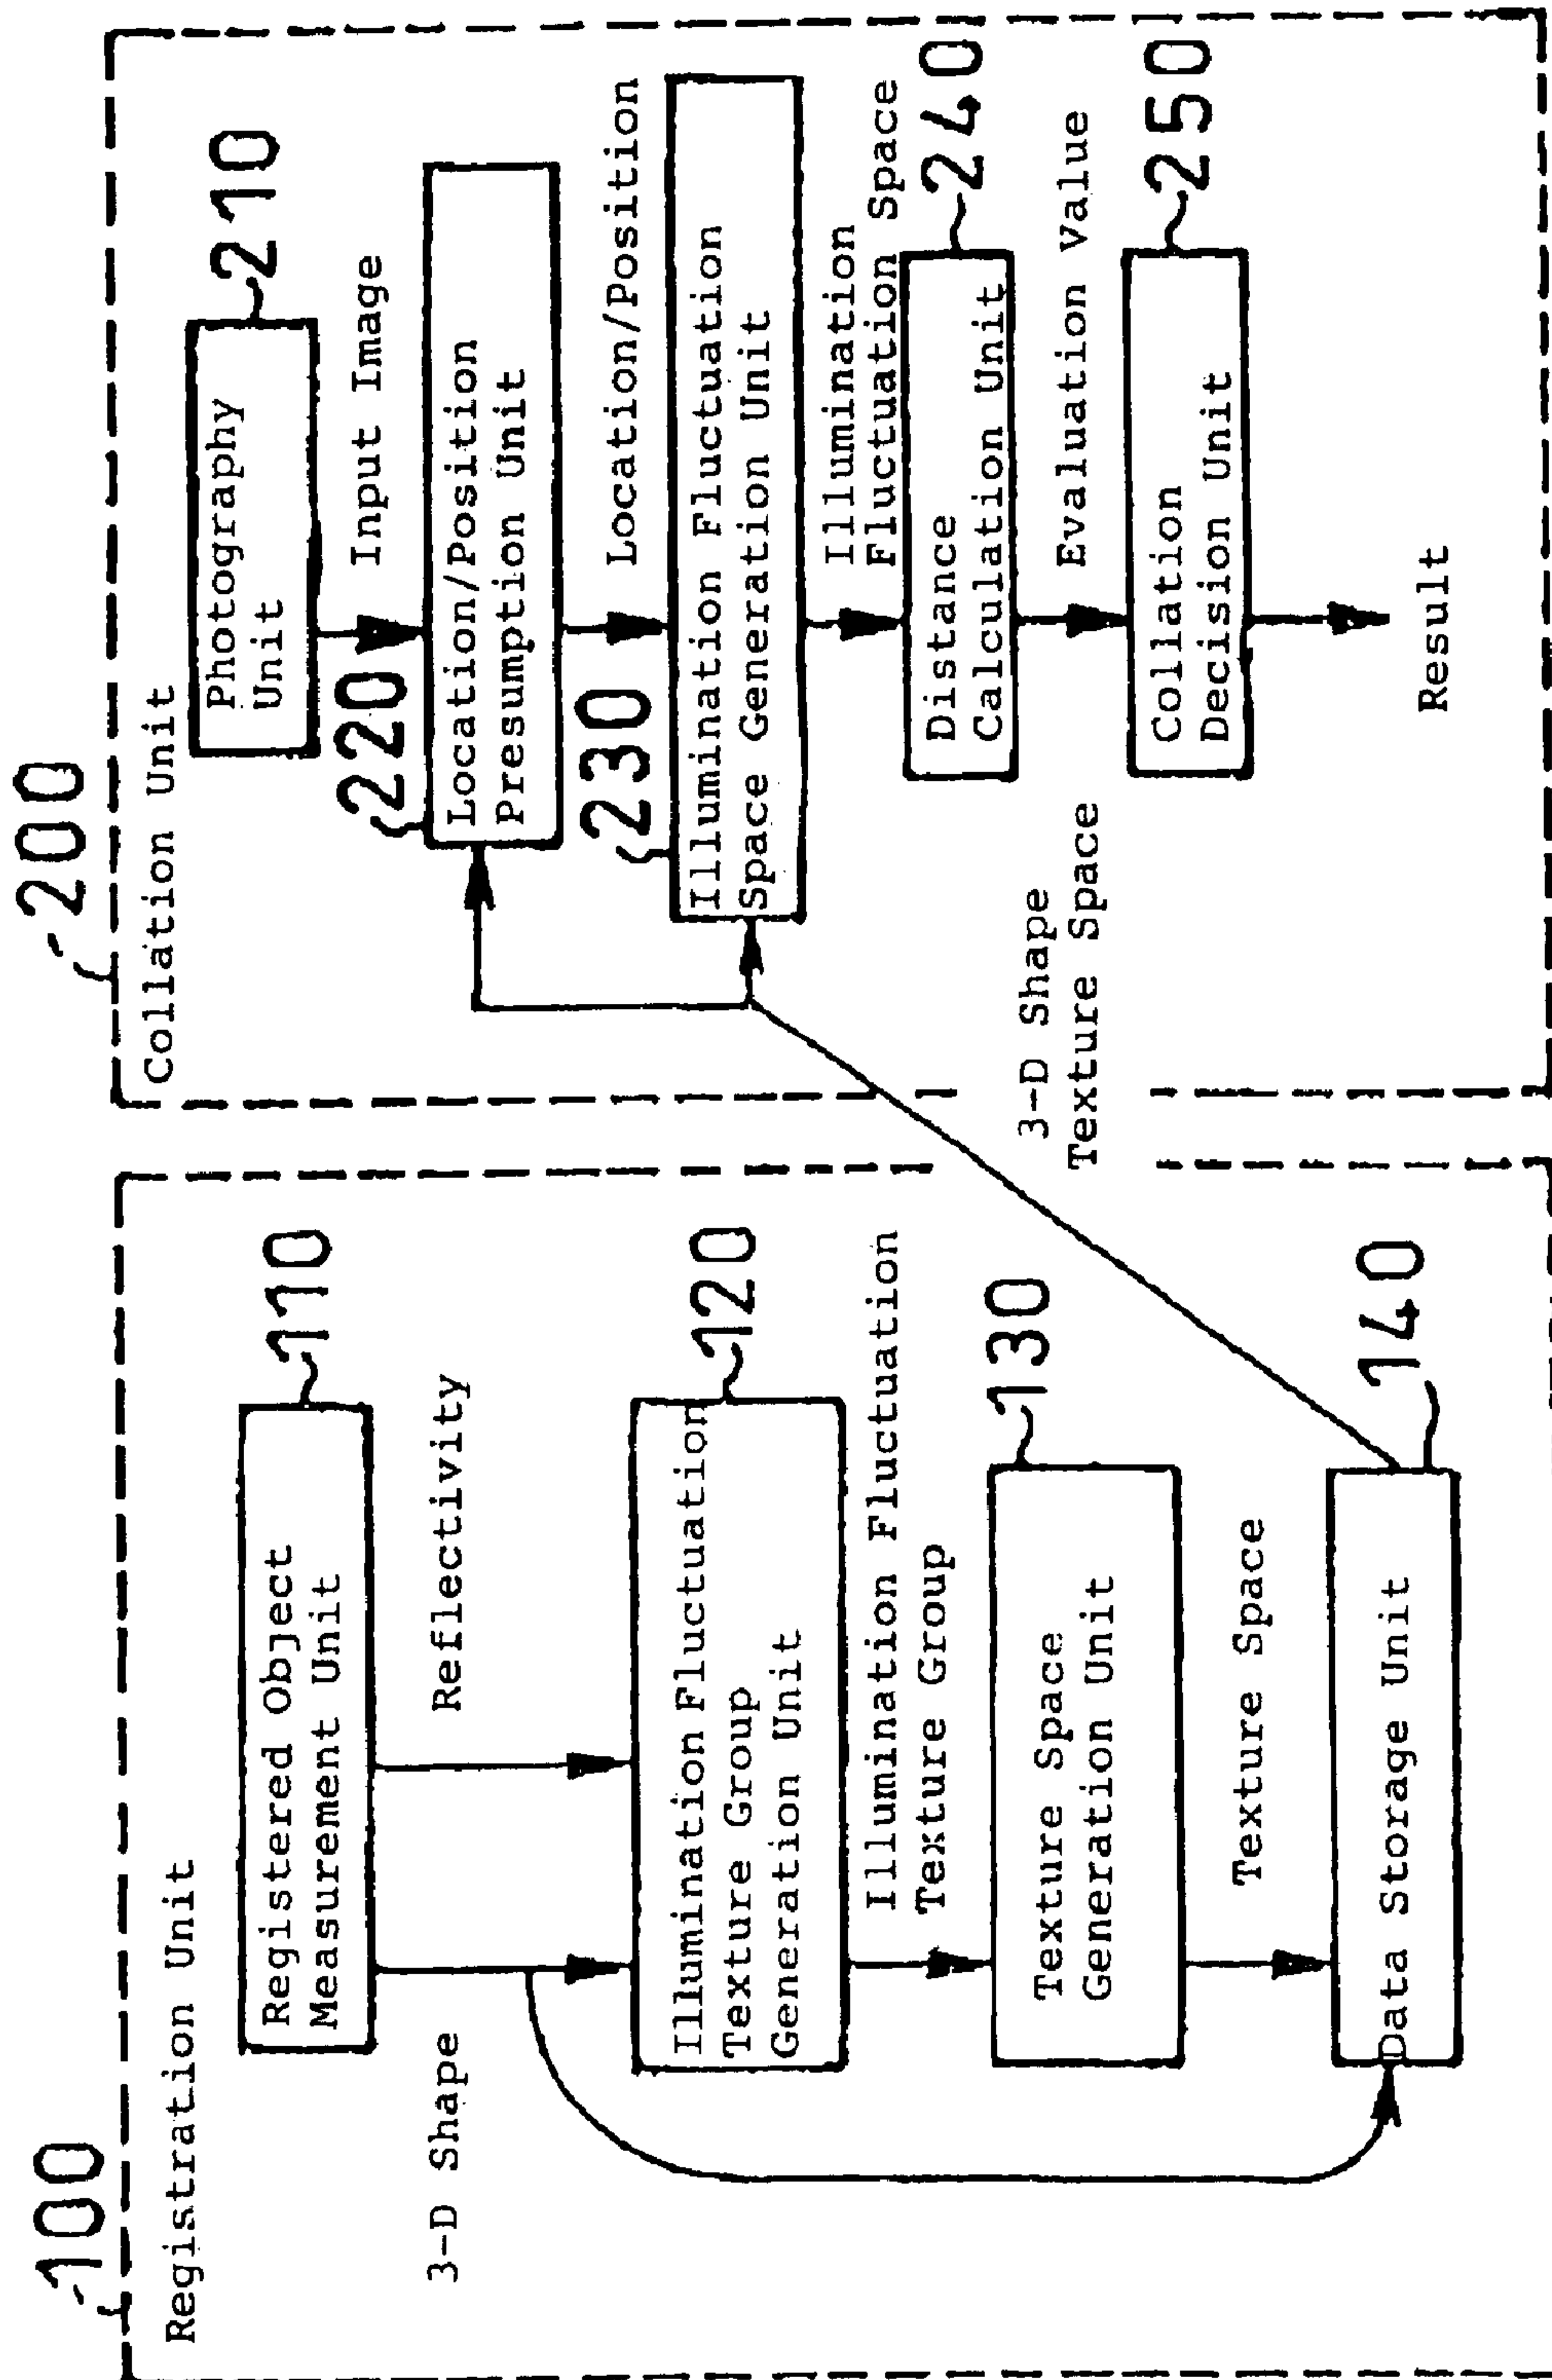 100
Registration Unit
Registered Object
Measurement Unit
110
3-D Shape
Reflectivity
Illumination Fluctuation
Texture Group
Generation Unit
120
Illumination Fluctuation
Texture Group
Texture Space
Generation Unit
130
Texture Space
Data Storage Unit
140
3-D Shape
Texture Space
200
Collation Unit
Photography
Unit
210
Input Image
220
Location/Position
Presumption Unit
Location/Position
230
Illumination Fluctuation
Space Generation Unit
Illumination
Fluctuation Space
Distance
Calculation Unit
240
Evaluation Value
Collation
Decision Unit
250
Result